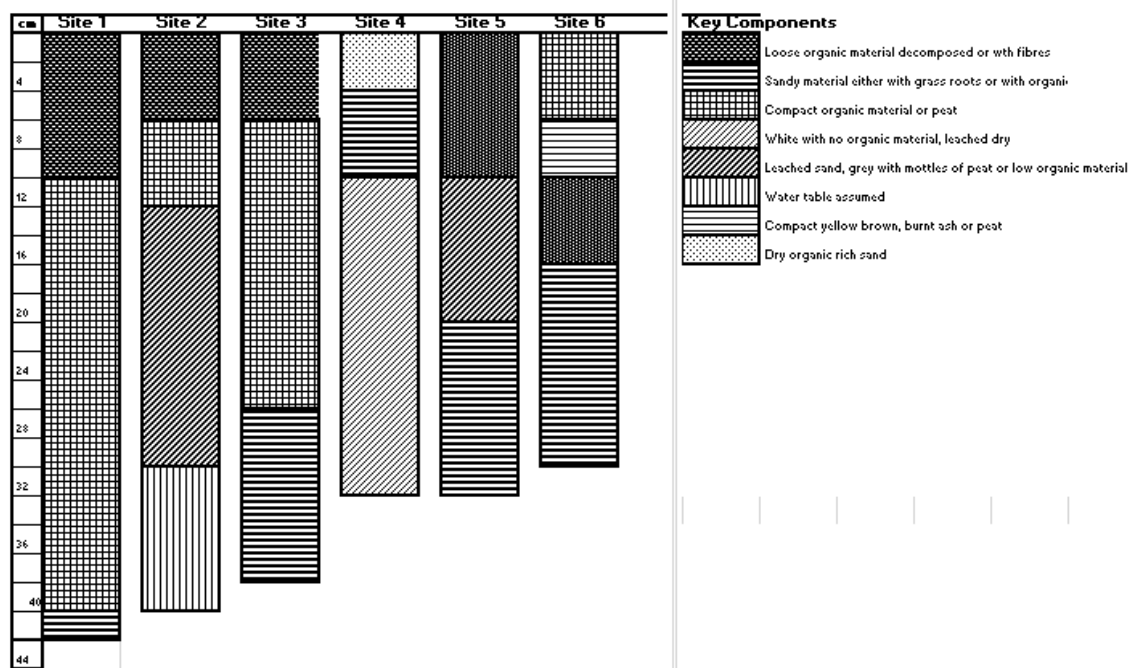 cm Site 1 Site 2 Site 3 Site 4 Site 5 Site 6 Key Components
Loose organic material decomposed or wth fibres
4 Sandy material either with grass roots or with organi
Compact organic material or peat
8 White with no organic material, leached dry
Leached sand, grey with mottles of peat or low organic material
12 Water table assumed
Compact yellow brown, burnt ash or peat
16 Dry organic rich sand
20
24
28
32
36
40
44